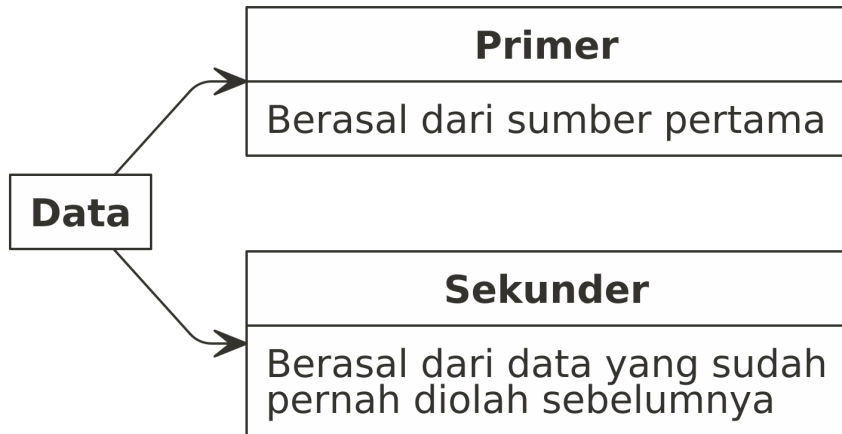 Primer
Berasal dari sumber pertama
Data
Sekunder
Berasal dari data yang sudah
pernah diolah sebelumnya